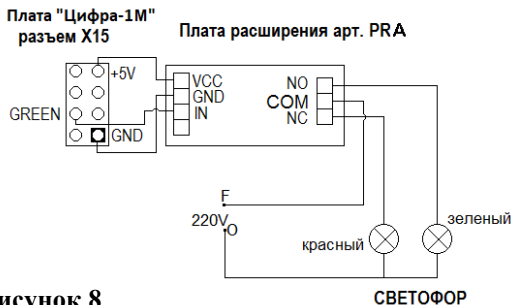 Плата "Цифра-1М"
разъем X15
Плата расширения арт. PRA
+5V
GREEN
GND
VCC
GND
IN
NO
COM
NC
F
220V
O
красный
зеленый
исунок 8
СВЕТОФОР